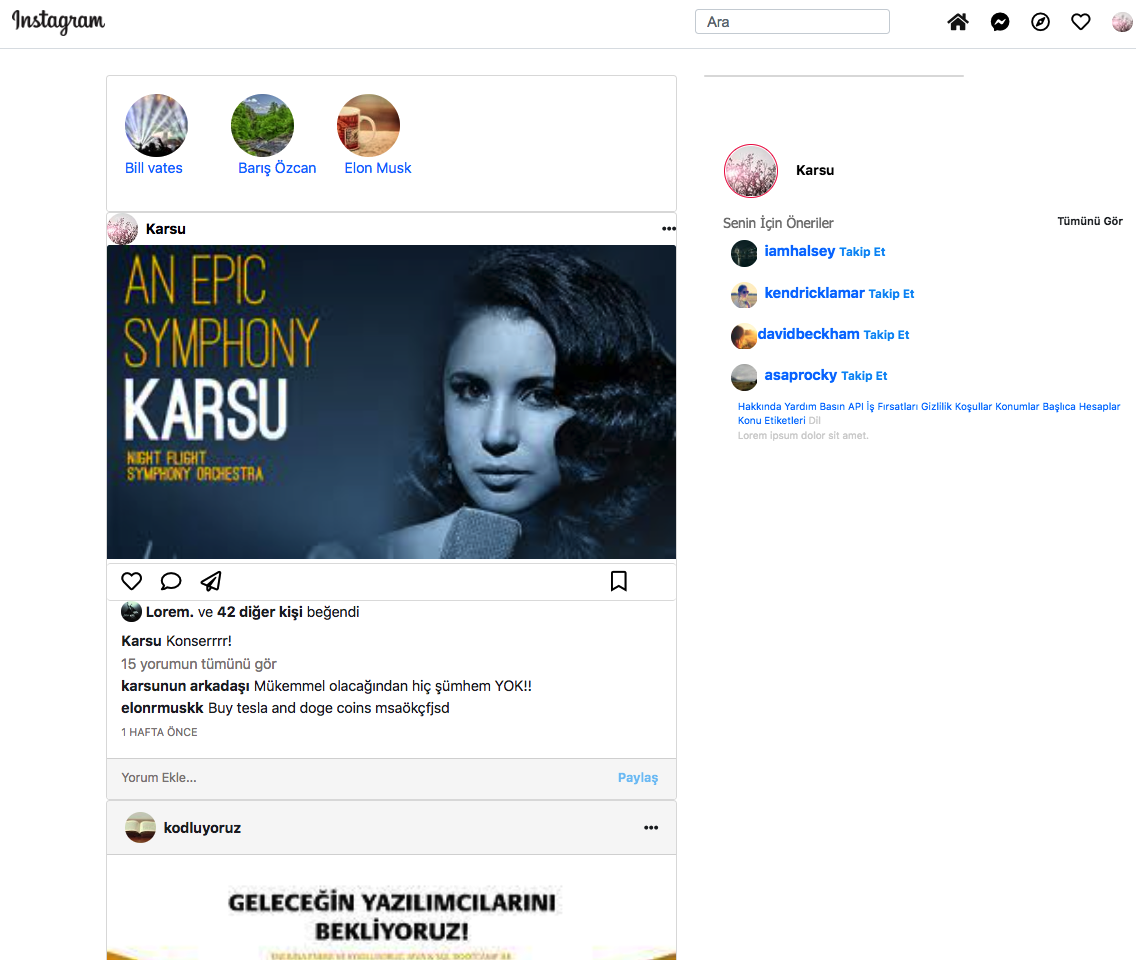 Instagram
Ara
Bill vates
Barış Özcan
Elon Musk
Karsu
AN EPIC
SYMPHONY
KARSU
NIGHT FLIGHT
SYMPHONY ORCHESTRA
Lorem. ve 42 diğer kişi beğendi
Karsu Konserrrr!
15 yorumun tümünü gör
karsunun arkadaşı Mükemmel olacağından hiç şümhem YOK!!
elonrmuskk Buy tesla and doge coins msaökçfjsd
1 HAFTA ÖNCE
Yorum Ekle...
Paylaş
kodluyoruz
GELECEĞİN YAZILIMCILARINI
BEKLİYORUZ!
Karsu
Senin İçin Öneriler
Tümünü Gör
iamhalsey Takip Et
kendricklamar Takip Et
davidbeckham Takip Et
asaprocky Takip Et
Hakkında Yardım Basın API İş Fırsatları Gizlilik Koşullar Konumlar Başlıca Hesaplar
Konu Etiketleri Dil
Lorem ipsum dolor sit amet.